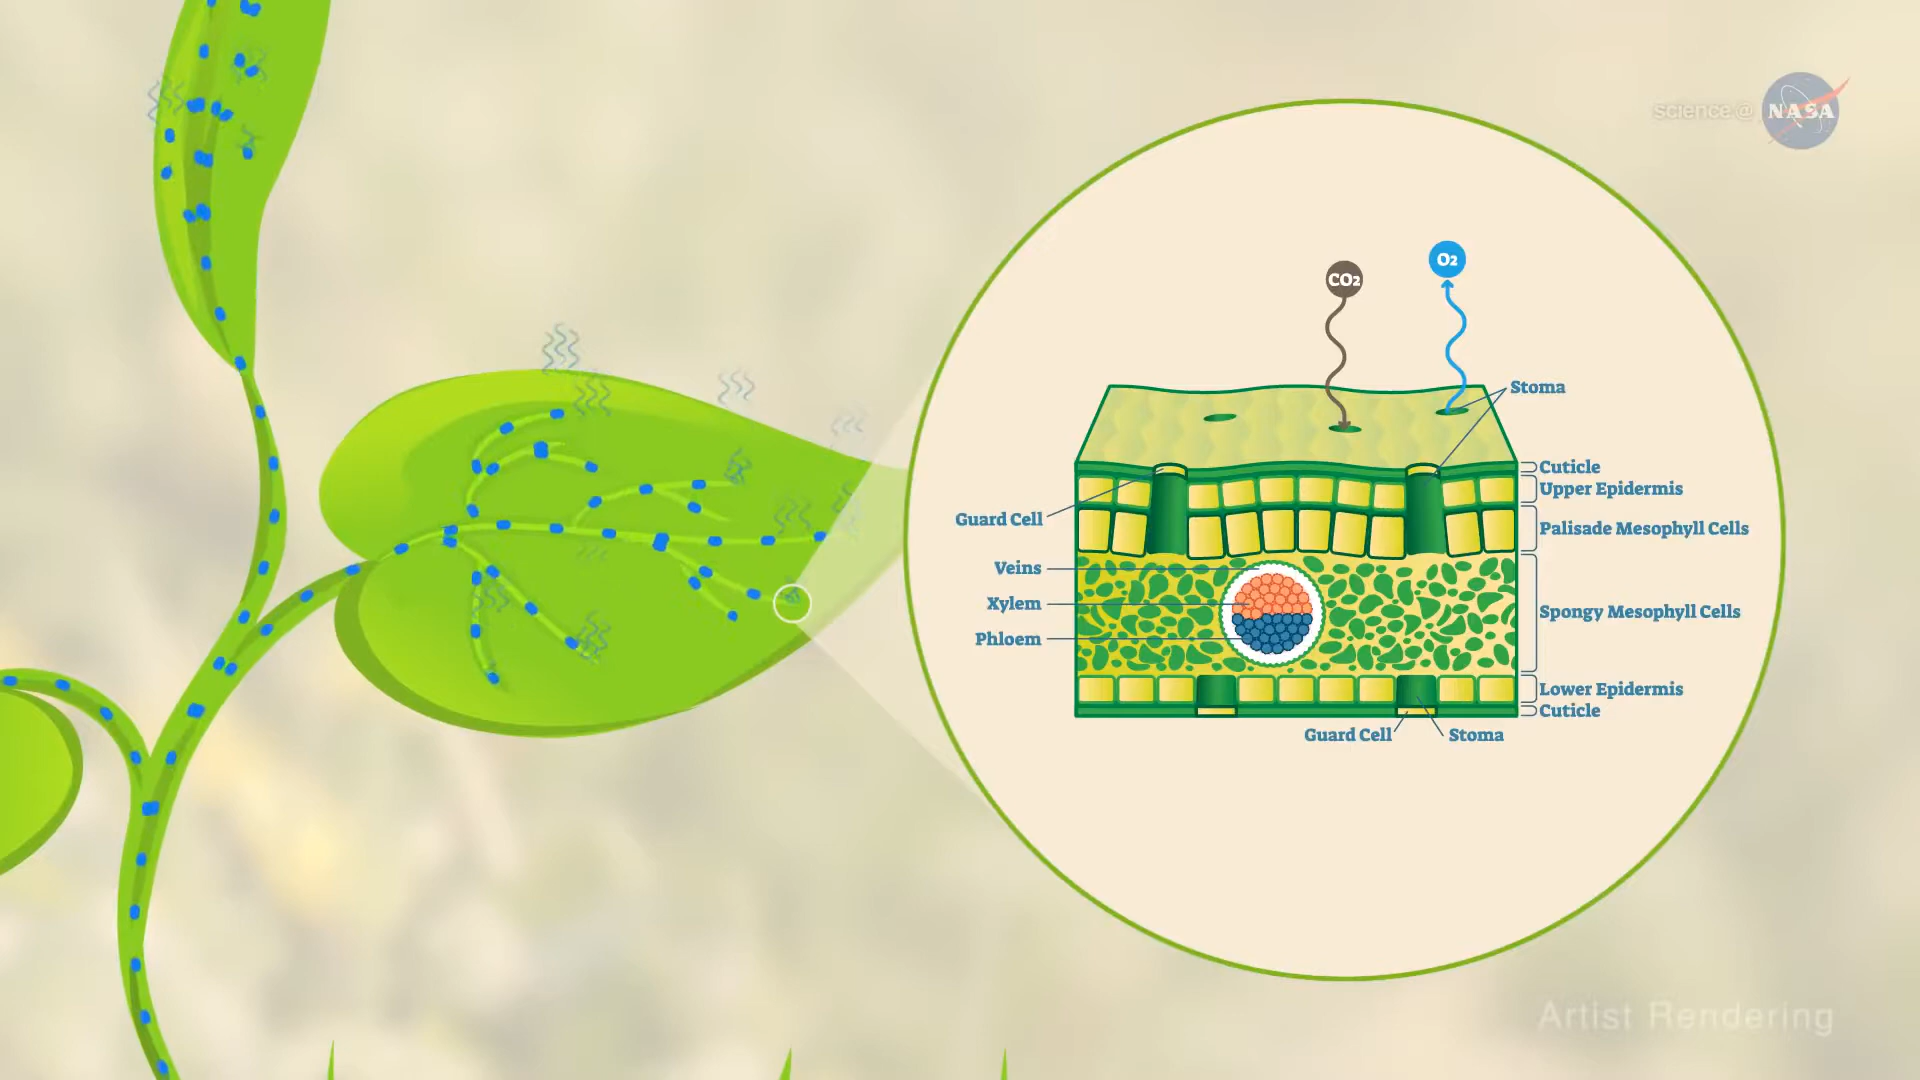 science @ NASA
CO2
O2
Stoma
Cuticle
Upper Epidermis
Guard Cell
Palisade Mesophyll Cells
Veins
Xylem
Spongy Mesophyll Cells
Phloem
Lower Epidermis
Cuticle
Guard Cell
Stoma
Artist Rendering